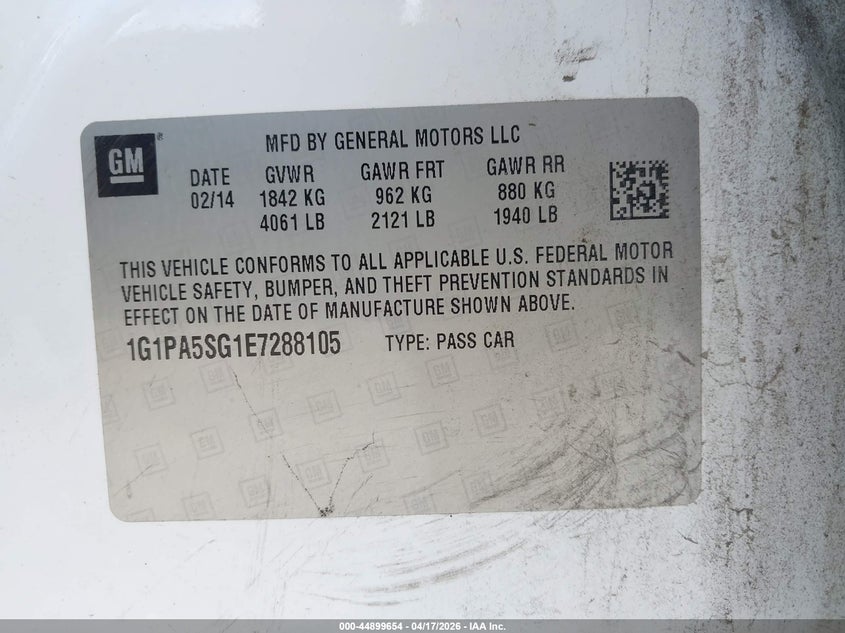 GM ®
MFD BY GENERAL MOTORS LLC
DATE GVWR GAWR FRT GAWR RR
02/14 1842 KG 962 KG 880 KG
4061 LB 2121 LB 1940 LB
THIS VEHICLE CONFORMS TO ALL APPLICABLE U.S. FEDERAL MOTOR
VEHICLE SAFETY, BUMPER, AND THEFT PREVENTION STANDARDS IN
EFFECT ON THE DATE OF MANUFACTURE SHOWN ABOVE.
1G1PA5SG1E7288105 TYPE: PASS CAR
000-44899654 - 04/17/2026 - IAA Inc.